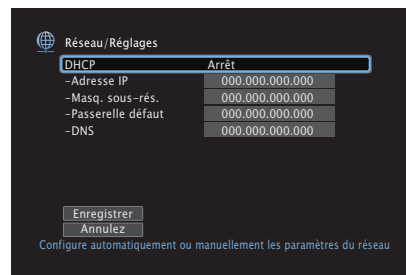 Réseau/Réglages
DHCP Arrêt
-Adresse IP 000.000.000.000
-Masq. sous-rés. 000.000.000.000
-Passerelle défaut 000.000.000.000
-DNS 000.000.000.000
Enregistrer
Annulez
Configure automatiquement ou manuellement les paramètres du réseau